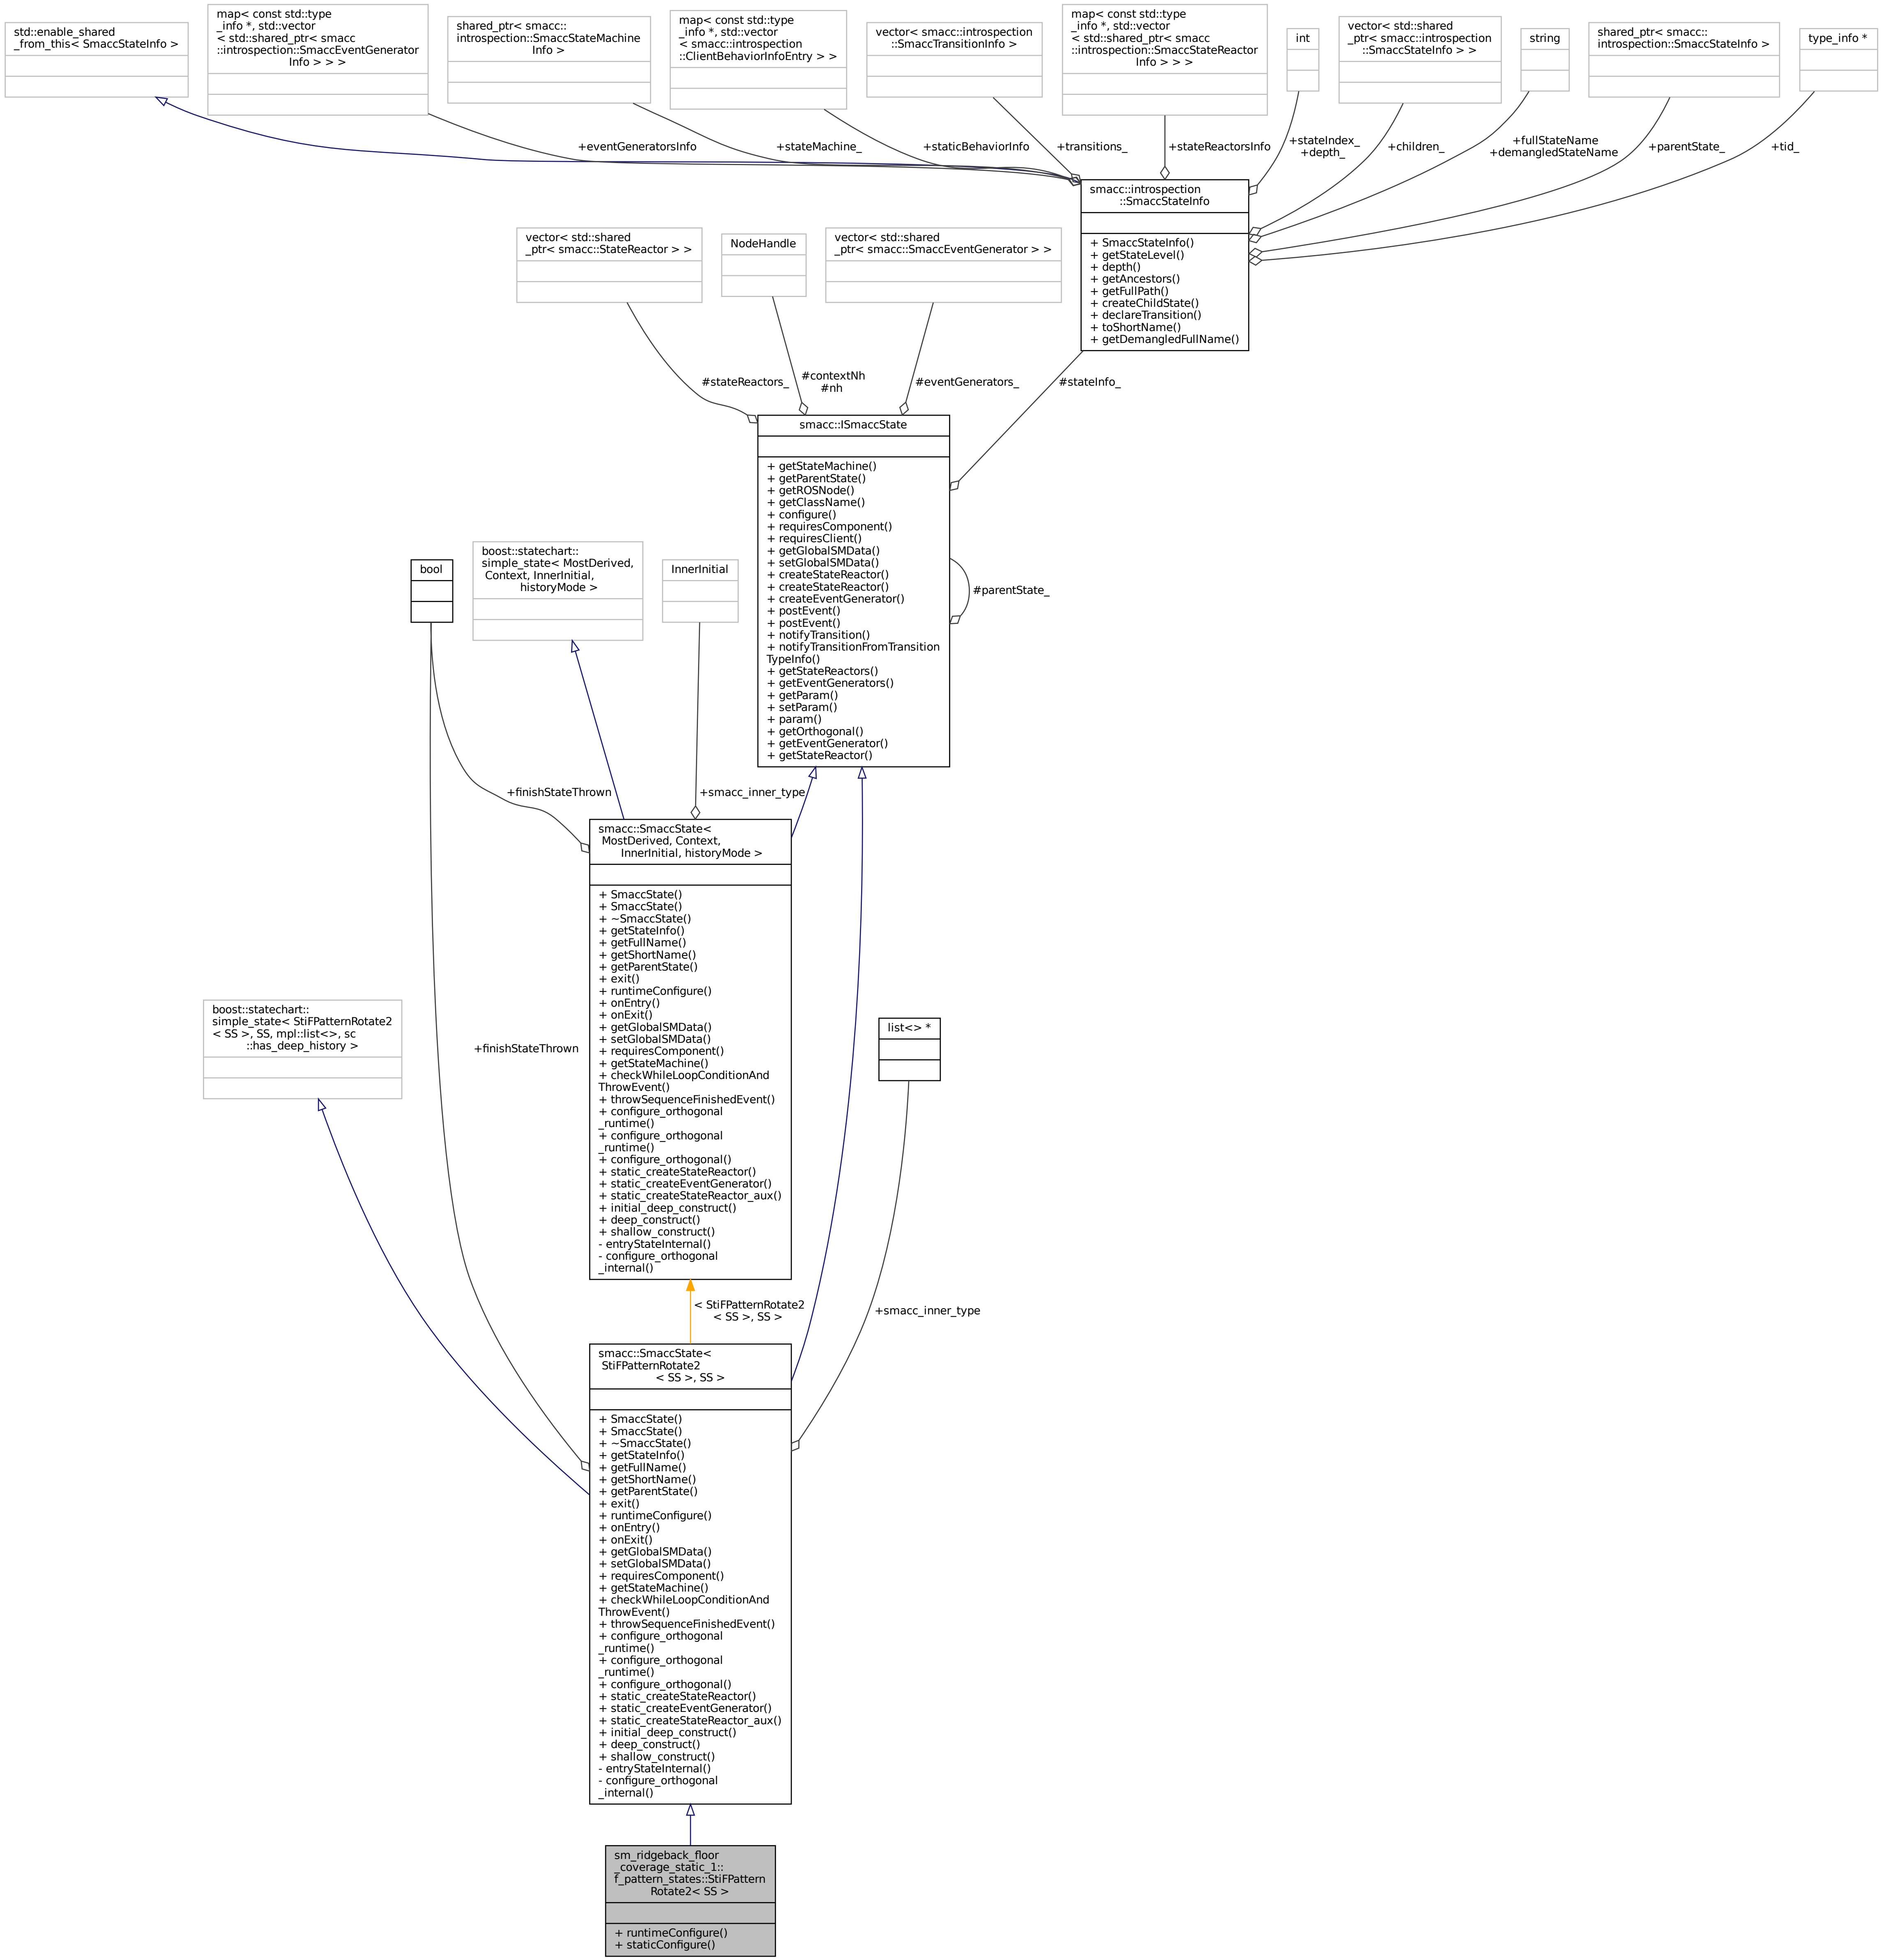 std::enable_shared
_from_this< SmaccStateInfo >
map< const std::type
_info *, std::vector
< std::shared_ptr< smacc
::introspection::SmaccEventGenerator
Info > > >
shared_ptr< smacc::
introspection::SmaccStateMachine
Info >
map< const std::type
_info *, std::vector
< smacc::introspection
::ClientBehaviorInfoEntry > >
vector< smacc::introspection
::SmaccTransitionInfo >
map< const std::type
_info *, std::vector
< std::shared_ptr< smacc
::introspection::SmaccStateReactor
Info > > >
int
vector< std::shared
_ptr< smacc::introspection
::SmaccStateInfo > >
string
shared_ptr< smacc::
introspection::SmaccStateInfo >
type_info *
+eventGeneratorsInfo
+stateMachine_
+staticBehaviorInfo
+transitions_
+stateReactorsInfo
+stateIndex_
+depth_
+children_
+fullStateName
+demangledStateName
+parentState_
+tid_
smacc::introspection
::SmaccStateInfo
+ SmaccStateInfo()
+ getStateLevel()
+ depth()
+ getAncestors()
+ getFullPath()
+ createChildState()
+ declareTransition()
+ toShortName()
+ getDemangledFullName()
vector< std::shared
_ptr< smacc::StateReactor > >
NodeHandle
vector< std::shared
_ptr< smacc::SmaccEventGenerator > >
#stateReactors_
#contextNh
#nh
#eventGenerators_
#stateInfo_
smacc::ISmaccState
+ getStateMachine()
+ getParentState()
+ getROSNode()
+ getClassName()
+ configure()
+ requiresComponent()
+ requiresClient()
+ getGlobalSMData()
+ setGlobalSMData()
+ createStateReactor()
+ createStateReactor()
+ createEventGenerator()
+ postEvent()
+ postEvent()
+ notifyTransition()
+ notifyTransitionFromTransition
TypeInfo()
+ getStateReactors()
+ getEventGenerators()
+ getParam()
+ setParam()
+ param()
+ getOrthogonal()
+ getEventGenerator()
+ getStateReactor()
#parentState_
bool
boost::statechart::
simple_state< MostDerived,
Context, InnerInitial,
historyMode >
InnerInitial
+finishStateThrown
+smacc_inner_type
smacc::SmaccState<
MostDerived, Context,
InnerInitial, historyMode >
+ SmaccState()
+ SmaccState()
+ ~SmaccState()
+ getStateInfo()
+ getFullName()
+ getShortName()
+ getParentState()
+ exit()
+ runtimeConfigure()
+ onEntry()
+ onExit()
+ getGlobalSMData()
+ setGlobalSMData()
+ requiresComponent()
+ getStateMachine()
+ checkWhileLoopConditionAnd
ThrowEvent()
+ throwSequenceFinishedEvent()
+ configure_orthogonal
_runtime()
+ configure_orthogonal
_runtime()
+ configure_orthogonal()
+ static_createStateReactor()
+ static_createEventGenerator()
+ static_createStateReactor_aux()
+ initial_deep_construct()
+ deep_construct()
+ shallow_construct()
- entryStateInternal()
- configure_orthogonal
_internal()
boost::statechart::
simple_state< StiFPatternRotate2
< SS >, SS, mpl::list<>, sc
::has_deep_history >
+finishStateThrown
list<> *
< StiFPatternRotate2
< SS >, SS >
+smacc_inner_type
smacc::SmaccState<
StiFPatternRotate2
< SS >, SS >
+ SmaccState()
+ SmaccState()
+ ~SmaccState()
+ getStateInfo()
+ getFullName()
+ getShortName()
+ getParentState()
+ exit()
+ runtimeConfigure()
+ onEntry()
+ onExit()
+ getGlobalSMData()
+ setGlobalSMData()
+ requiresComponent()
+ getStateMachine()
+ checkWhileLoopConditionAnd
ThrowEvent()
+ throwSequenceFinishedEvent()
+ configure_orthogonal
_runtime()
+ configure_orthogonal
_runtime()
+ configure_orthogonal()
+ static_createStateReactor()
+ static_createEventGenerator()
+ static_createStateReactor_aux()
+ initial_deep_construct()
+ deep_construct()
+ shallow_construct()
- entryStateInternal()
- configure_orthogonal
_internal()
sm_ridgeback_floor
_coverage_static_1::
f_pattern_states::StiFPattern
Rotate2< SS >
+ runtimeConfigure()
+ staticConfigure()